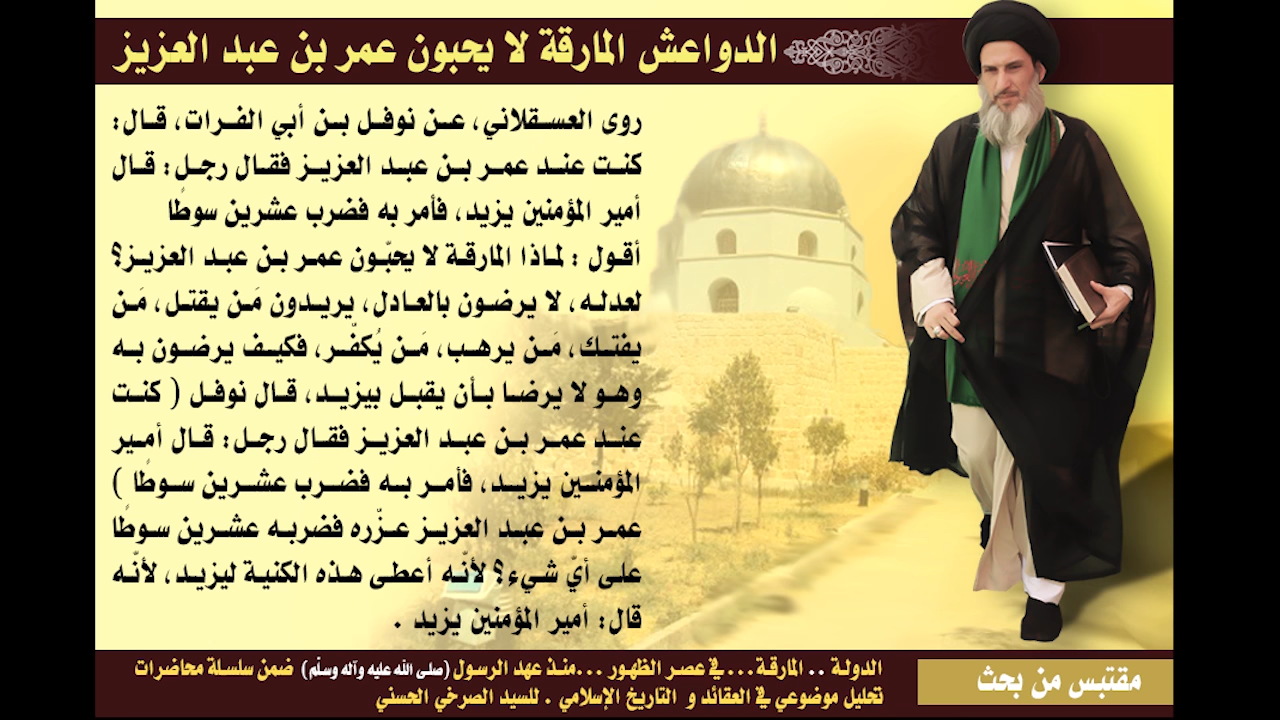 الدواعش المارقة لا يحبون عمر بن عبد العزيز
روى العسقلاني، عن نوفل بن أبي الفرات، قال:
كنت عند عمر بن عبد العزيز فقال رجل: قال
أمير المؤمنين يزيد، فأمر به فضرب عشرين سوطًا
أقول : لماذا المارقة لا يحبّون عمر بن عبد العزيز؟
لعدله، لا يرضون بالعادل، يريدون مَن يقتل، مَن
يفتك، مَن يرهب، مَن يُكفّر، فكيف يرضون به
وهو لا يرضا بأن يقبل بيزيد، قال نوفل ( كنت
عند عمر بن عبد العزيز فقال رجل: قال أمير
المؤمنين يزيد، فأمر به فضرب عشرين سوطًا )
عمر بن عبد العزيز عزّره فضربه عشرين سوطًا
على أيّ شيء؟ لأنّه أعطى هذه الكنية ليزيد، لأنّه
قال: أمير المؤمنين يزيد .
مقتبس من بحث
الدولة .. المارقة...في عصر الظهور ...منذ عهد الرسول (صلى الله عليه وآله وسلّم) ضمن سلسلة محاضرات
تحليل موضوعي في العقائد و التاريخ الإسلامي . للسيد الصرخي الحسني